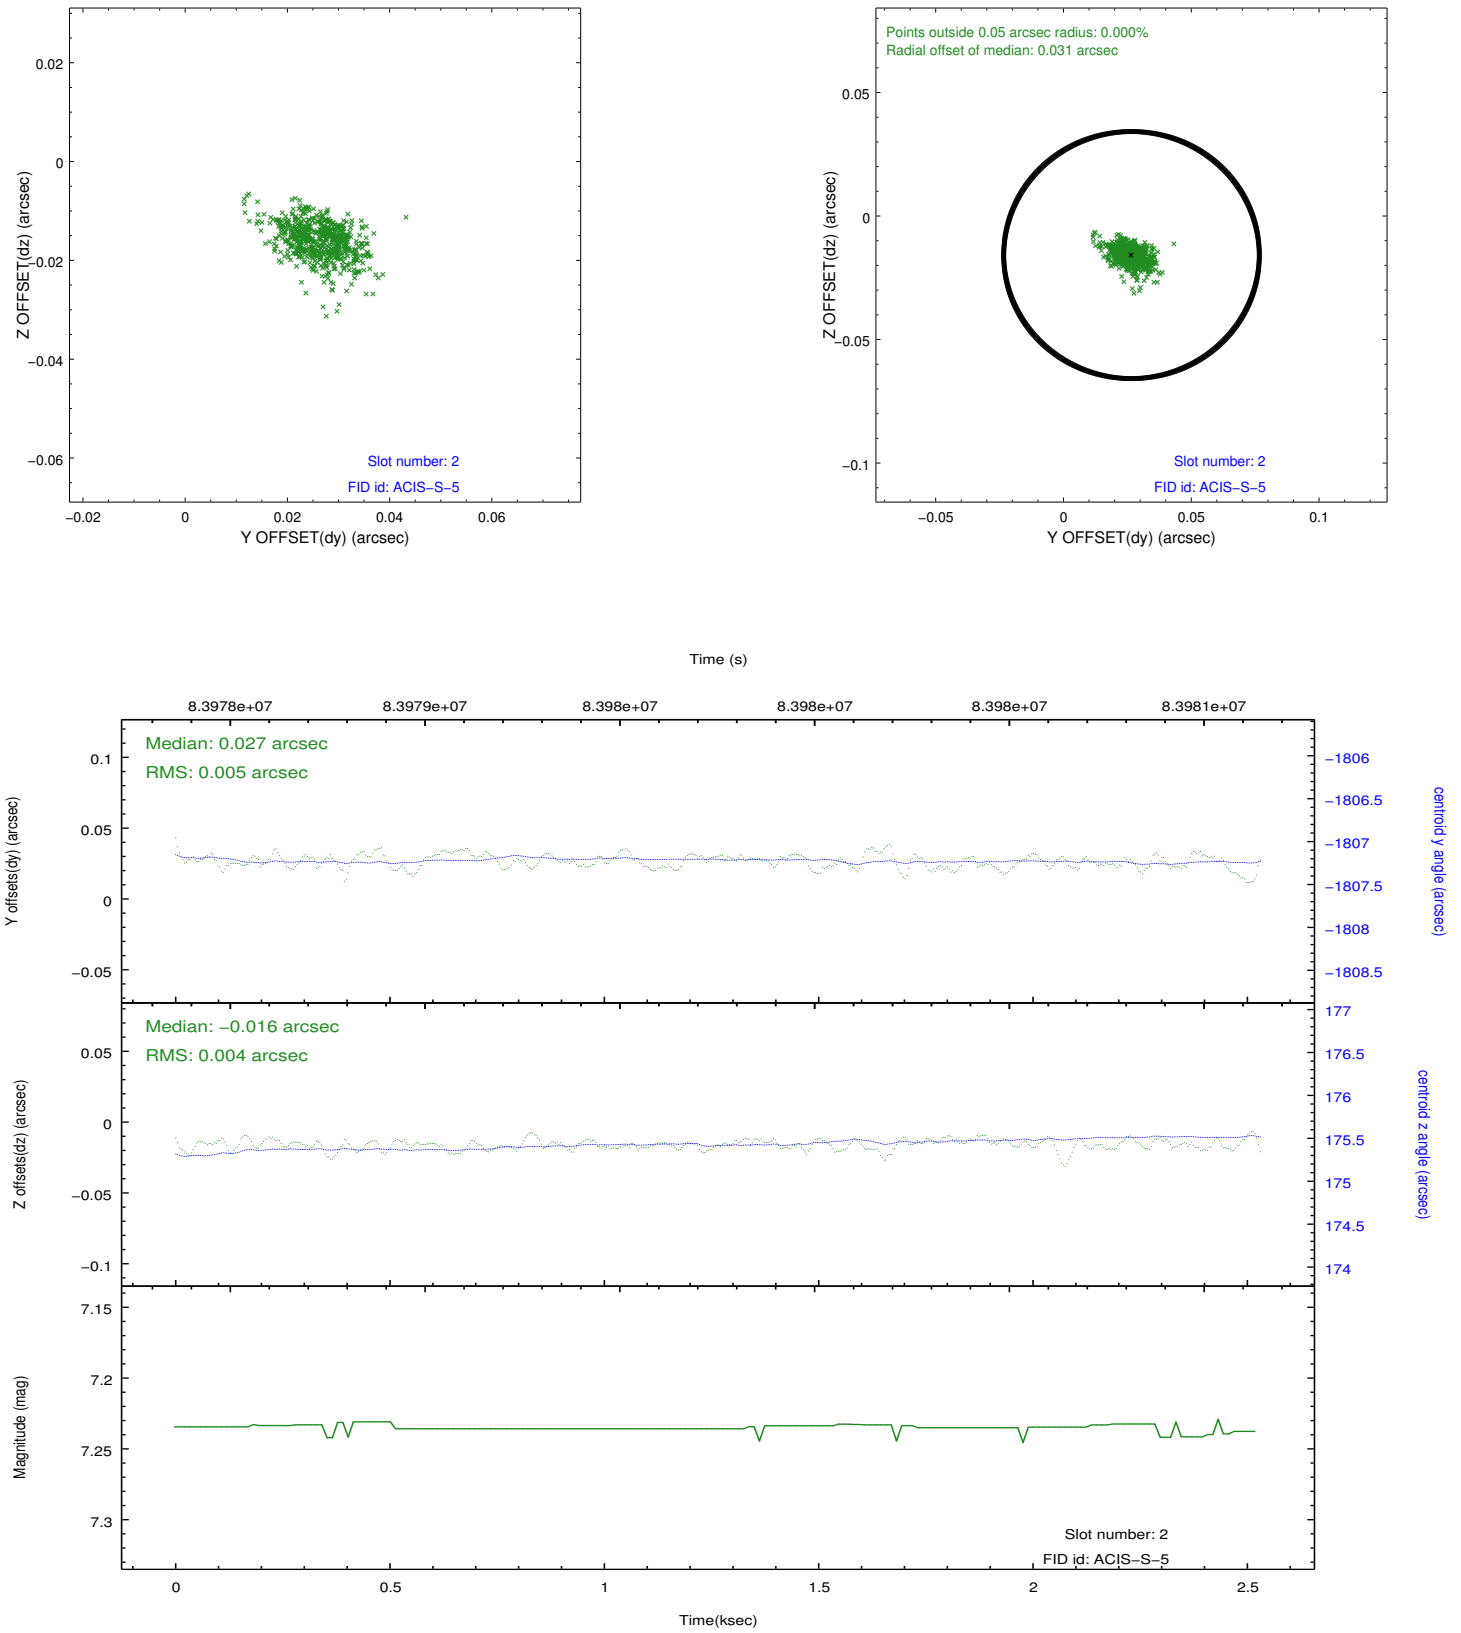 0.02
0
−0.02
−0.04
−0.06
Z OFFSET(dz) (arcsec)
Slot number: 2
FID id: ACIS−S−5
−0.02 0 0.02 0.04 0.06
Y OFFSET(dy) (arcsec)
Points outside 0.05 arcsec radius: 0.000%
Radial offset of median: 0.031 arcsec
0.05
0
−0.05
−0.1
Z OFFSET(dz) (arcsec)
Slot number: 2
FID id: ACIS−S−5
−0.05 0 0.05 0.1
Y OFFSET(dy) (arcsec)
Time (s)
8.3978e+07 8.3979e+07 8.398e+07 8.398e+07 8.398e+07 8.3981e+07
Median: 0.027 arcsec
RMS: 0.005 arcsec
0.1
0.05
0
−0.05
Y offsets(dy) (arcsec)
−1806
−1806.5
−1807
−1807.5
−1808
−1808.5
centroid y angle (arcsec)
Median: −0.016 arcsec
RMS: 0.004 arcsec
0.05
0
−0.05
−0.1
Z offsets(dz) (arcsec)
177
176.5
176
175.5
175
174.5
174
centroid z angle (arcsec)
7.15
7.2
7.25
7.3
Magnitude (mag)
Slot number: 2
FID id: ACIS−S−5
0 0.5 1 1.5 2 2.5
Time(ksec)